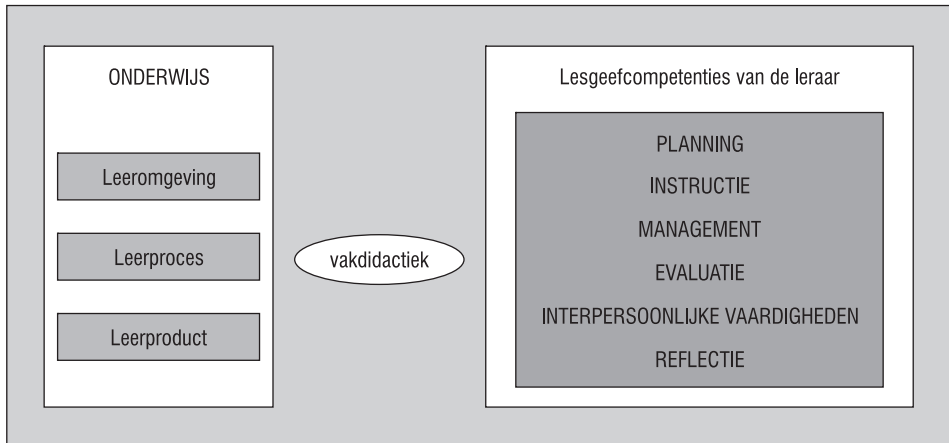 ONDERWIJS
Leeromgeving
Leerproces
Leerproduct
vakdidactiek
Lesgeefcompetenties van de leraar
PLANNING
INSTRUCTIE
MANAGEMENT
EVALUATIE
INTERPERSOONLIJKE VAARDIGHEDEN
REFLECTIE